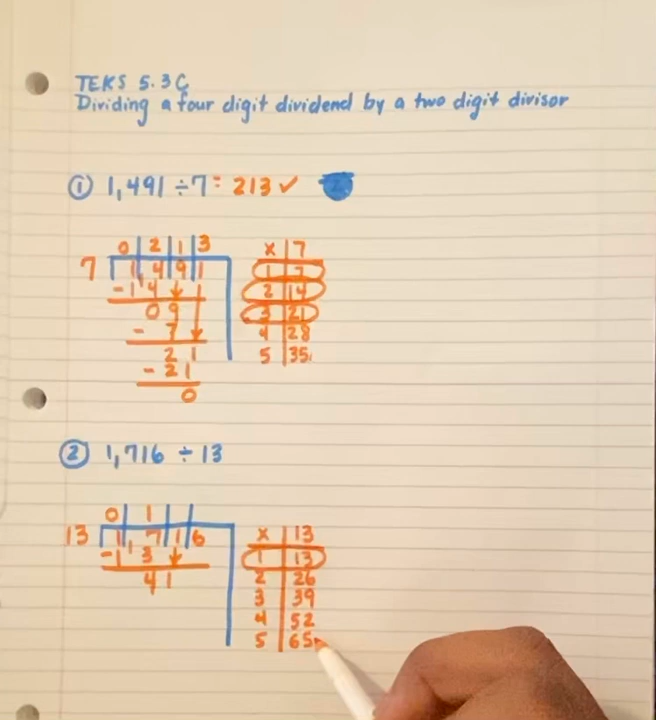 TEKS 5.3C
Dividing a four digit dividend by a two digit divisor
① 1,491 ÷ 7 = 213 ✓
0 2 1 3
7 1 4 9 1
- 1 4
0 9
- 7
2 1
- 2 1
0
x 7
1 7
2 14
3 21
4 28
5 35
② 1,716 ÷ 13
0 1
13 1 7 1 6
- 1 3
4 1
x 13
1 13
2 26
3 39
4 52
5 65